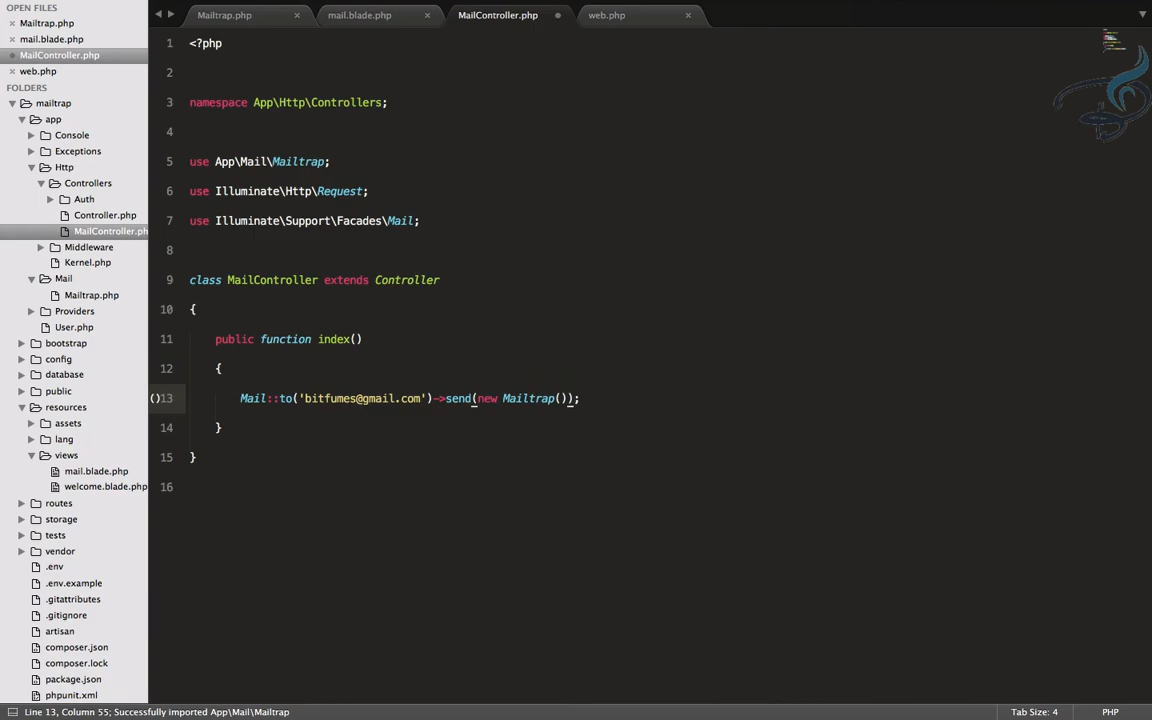 OPEN FILES
Mailtrap.php
mail.blade.php
MailController.php
web.php
FOLDERS
mailtrap
app
Console
Exceptions
Http
Controllers
Auth
Controller.php
MailController.ph
Middleware
Kernel.php
Mail
Mailtrap.php
Providers
User.php
bootstrap
config
database
public
resources
assets
lang
views
mail.blade.php
welcome.blade.php
routes
storage
tests
vendor
.env
.env.example
.gitattributes
.gitignore
artisan
composer.json
composer.lock
package.json
phpunit.xml
Mailtrap.php mail.blade.php MailController.php web.php
1 <?php
2
3 namespace App\Http\Controllers;
4
5 use App\Mail\Mailtrap;
6 use Illuminate\Http\Request;
7 use Illuminate\Support\Facades\Mail;
8
9 class MailController extends Controller
10 {
11 public function index()
12 {
()13 Mail::to('bitfumes@gmail.com')->send(new Mailtrap());
14 }
15 }
16
Line 13, Column 55; Successfully imported App\Mail\Mailtrap Tab Size: 4 PHP